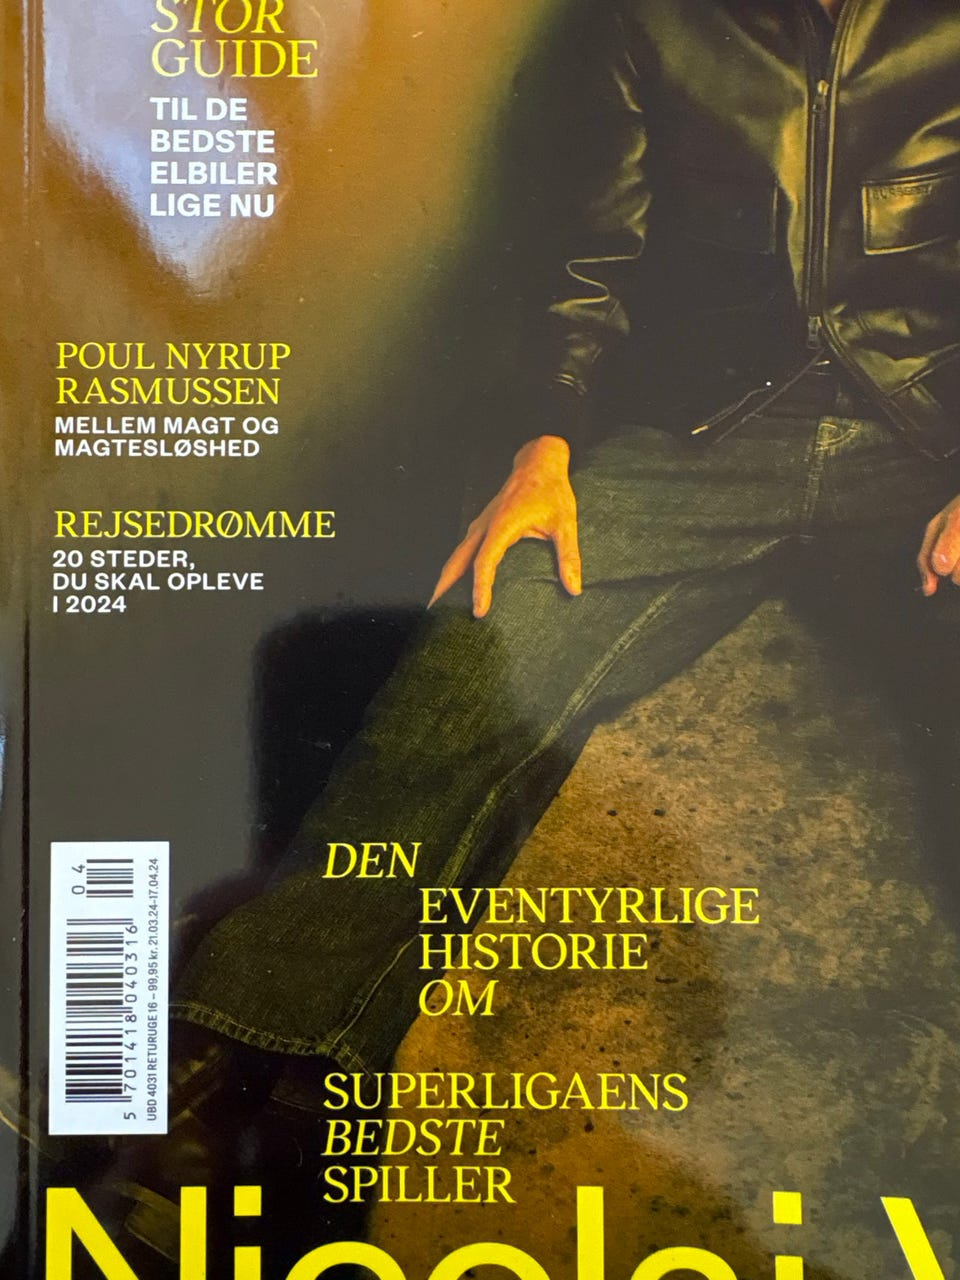 STOR
GUIDE
TIL DE
BEDSTE
ELBILER
LIGE NU
POUL NYRUP
RASMUSSEN
MELLEM MAGT OG
MAGTESLØSHED
REJSEDRØMME
20 STEDER,
DU SKAL OPLEVE
I 2024
04
5 701418 040316
UBD 4031 RETURUGE 16 – 99,95 kr. 21.03.24-17.04.24
DEN
EVENTYRLIGE
HISTORIE
OM
SUPERLIGAENS
BEDSTE
SPILLER
Nicolai V